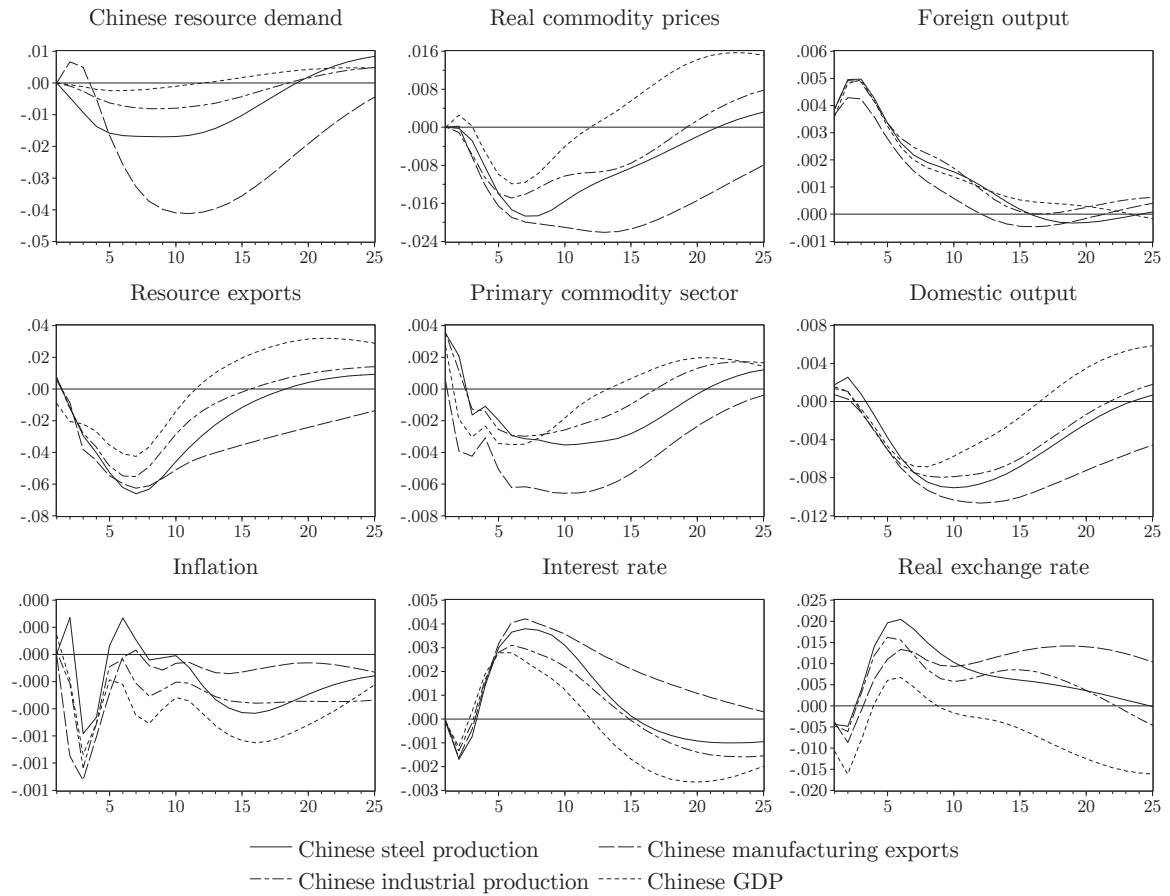 Chinese resource demand Real commodity prices Foreign output
.01 .016 .006
.00 .008 .005
-.01 .000 .004
-.02 -.008 .003
-.03 -.016 .002
-.04 -.024 .001
-.05 .000
-.001
5 10 15 20 25 5 10 15 20 25 5 10 15 20 25
Resource exports Primary commodity sector Domestic output
.04 .004 .008
.02 .002 .004
.00 .000 .000
-.02 -.002 -.004
-.04 -.004 -.008
-.06 -.006 -.012
-.08 -.008
5 10 15 20 25 5 10 15 20 25 5 10 15 20 25
Inflation Interest rate Real exchange rate
.000 .005 .025
.000 .004 .020
.000 .003 .015
-.000 .002 .010
-.000 .001 .005
-.001 .000 .000
-.001 -.001 -.005
-.001 -.002 -.010
-.003 -.015
-.020
5 10 15 20 25 5 10 15 20 25 5 10 15 20 25
Chinese steel production Chinese manufacturing exports
Chinese industrial production Chinese GDP